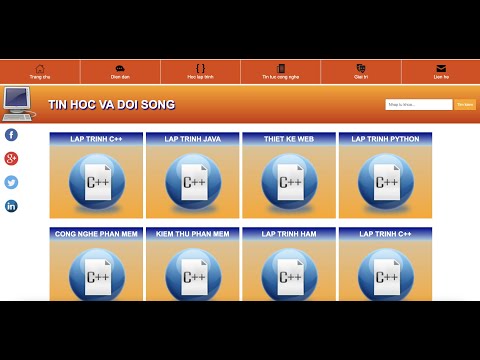 Trang chu
Dien dan
Hoc lap trinh
Tin tuc cong nghe
Giai tri
Lien he
TIN HOC VA DOI SONG
Nhap tu khoa...
Tim kiem
LAP TRINH C++
LAP TRINH JAVA
THIET KE WEB
LAP TRINH PYTHON
C++
C++
C++
C++
CONG NGHE PHAN MEM
KIEM THU PHAN MEM
LAP TRINH HAM
LAP TRINH C++
C++
C++
C++
C++